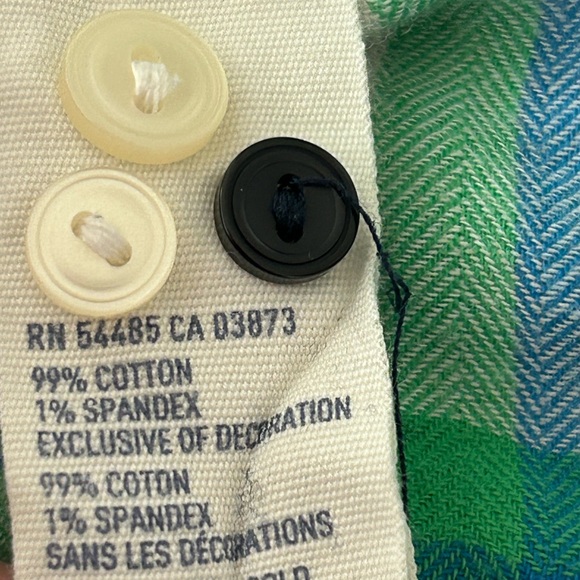 RN 54485 CA 03873
99% COTTON
1% SPANDEX
EXCLUSIVE OF DECORATION
99% COTON
1% SPANDEX
SANS LES DÉCORATIONS